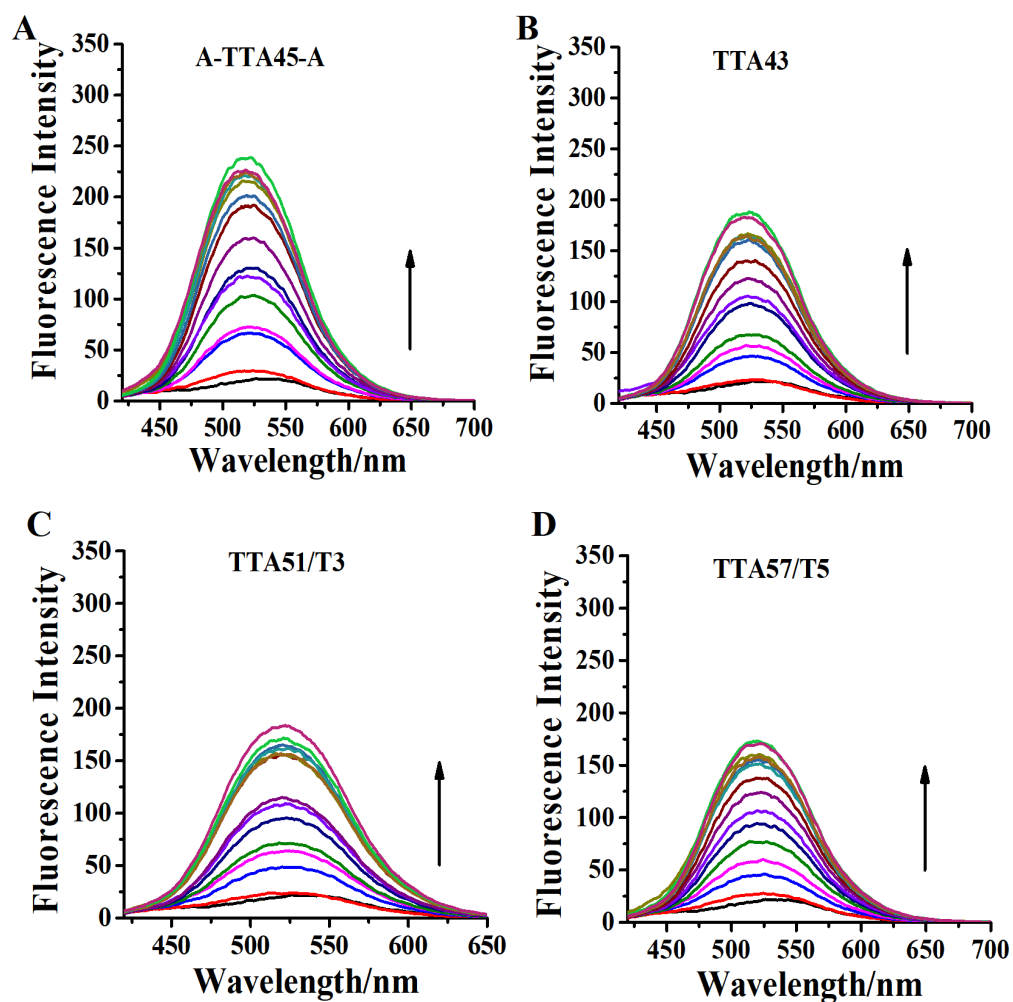 A
A-TTA45-A
Fluorescence Intensity
350
300
250
200
150
100
50
0
450 500 550 600 650 700
Wavelength/nm
B
TTA43
Fluorescence Intensity
350
300
250
200
150
100
50
0
450 500 550 600 650 700
Wavelength/nm
C
TTA51/T3
Fluorescence Intensity
350
300
250
200
150
100
50
0
450 500 550 600 650
Wavelength/nm
D
TTA57/T5
Fluorescence Intensity
350
300
250
200
150
100
50
0
450 500 550 600 650 700
Wavelength/nm